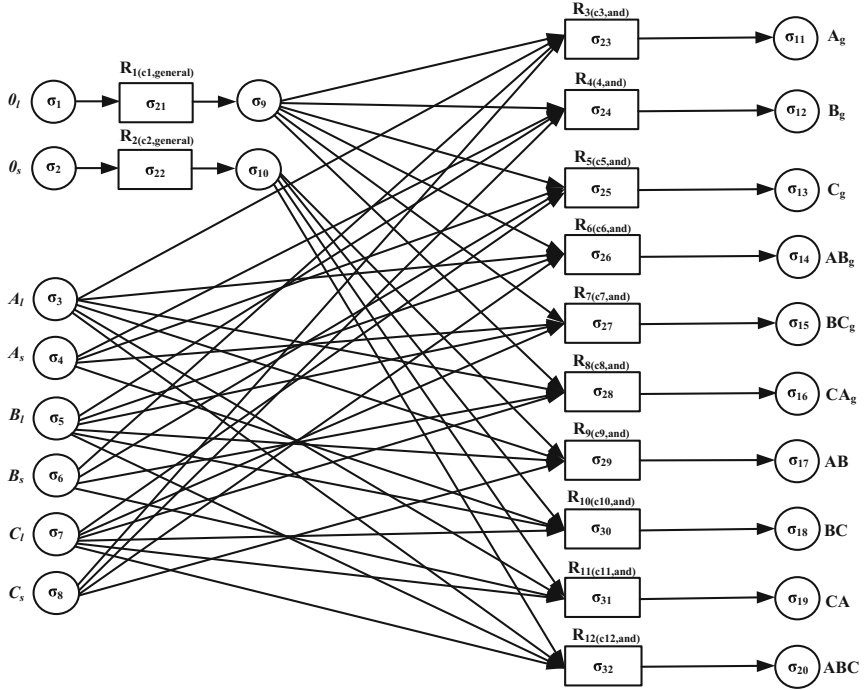 R3(c3,and)
σ23
σ11
Ag
R1(c1,general)
0l
σ1
σ21
σ9
R4(4,and)
σ24
σ12
Bg
R2(c2,general)
0s
σ2
σ22
σ10
R5(c5,and)
σ25
σ13
Cg
R6(c6,and)
σ26
σ14
ABg
Al
σ3
R7(c7,and)
σ27
σ15
BCg
As
σ4
R8(c8,and)
σ28
σ16
CAg
Bl
σ5
R9(c9,and)
σ29
σ17
AB
Bs
σ6
R10(c10,and)
σ30
σ18
BC
Cl
σ7
R11(c11,and)
σ31
σ19
CA
Cs
σ8
R12(c12,and)
σ32
σ20
ABC